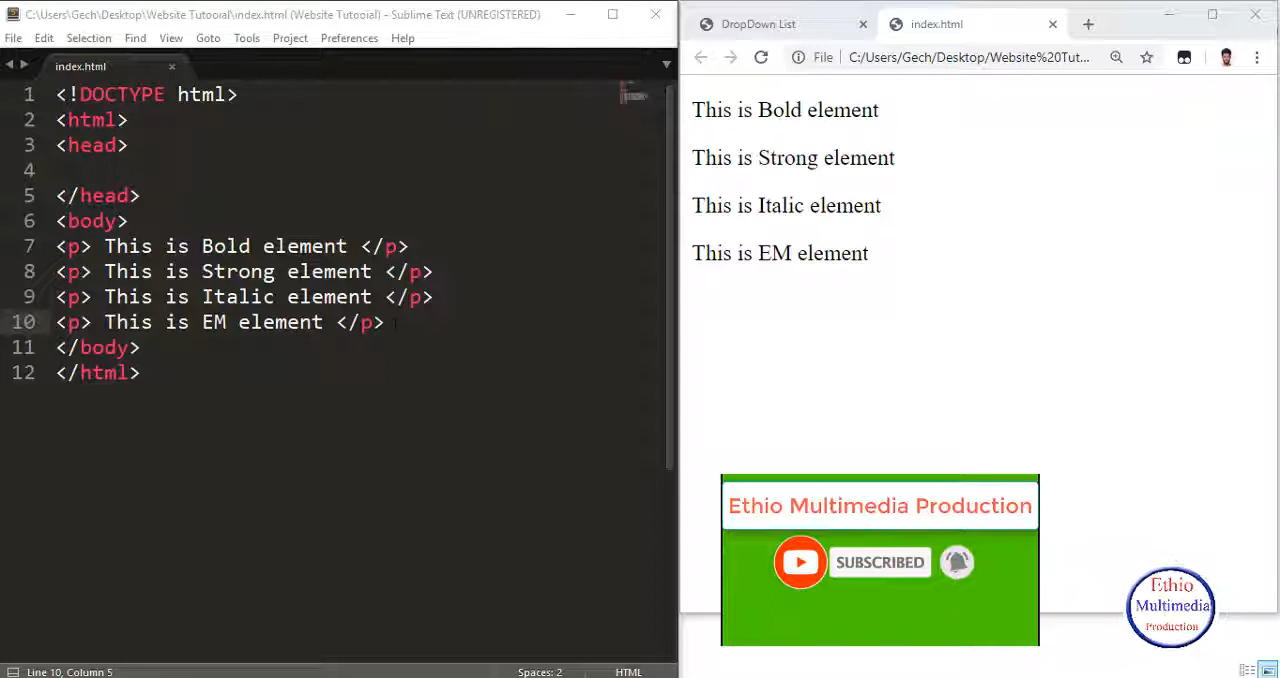 C:\Users\Gech\Desktop\Website Tutorial\index.html (Website Tutorial) - Sublime Text (UNREGISTERED)
File Edit Selection Find View Goto Tools Project Preferences Help
index.html
1 <!DOCTYPE html>
2 <html>
3 <head>
4
5 </head>
6 <body>
7 <p> This is Bold element </p>
8 <p> This is Strong element </p>
9 <p> This is Italic element </p>
10 <p> This is EM element </p>
11 </body>
12 </html>
Line 10, Column 5 Spaces: 2 HTML
DropDown List index.html
File C:/Users/Gech/Desktop/Website%20Tut...
This is Bold element
This is Strong element
This is Italic element
This is EM element
Ethio Multimedia Production
SUBSCRIBED
Ethio
Multimedia
Production